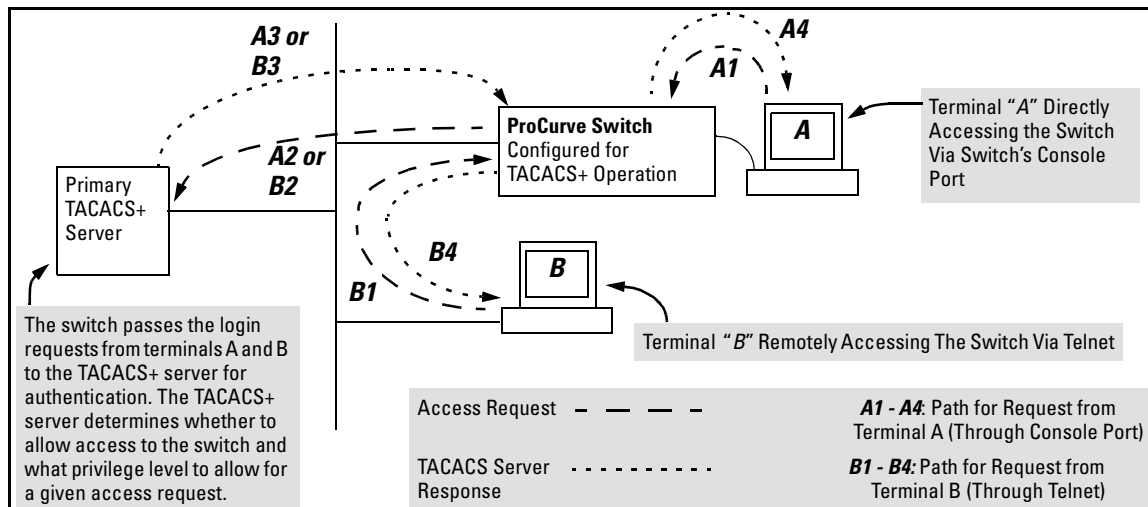 A3 or
B3
A4
A1
ProCurve Switch
Configured for
TACACS+ Operation
A
Terminal “A” Directly
Accessing the Switch
Via Switch’s Console
Port
A2 or
B2
Primary
TACACS+
Server
B4
B1
B
The switch passes the login
requests from terminals A and B
to the TACACS+ server for
authentication. The TACACS+
server determines whether to
allow access to the switch and
what privilege level to allow for
a given access request.
Terminal “B” Remotely Accessing The Switch Via Telnet
Access Request
A1 - A4: Path for Request from
Terminal A (Through Console Port)
TACACS Server
Response
B1 - B4: Path for Request from
Terminal B (Through Telnet)